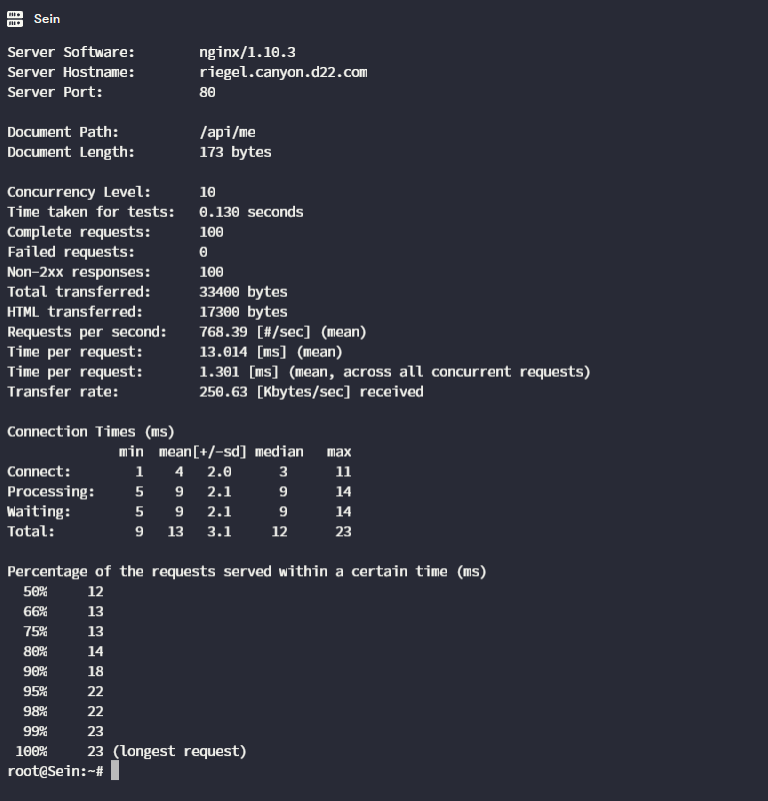 Sein
Server Software:        nginx/1.10.3
Server Hostname:        riegel.canyon.d22.com
Server Port:            80
Document Path:          /api/me
Document Length:        173 bytes
Concurrency Level:      10
Time taken for tests:   0.130 seconds
Complete requests:      100
Failed requests:        0
Non-2xx responses:      100
Total transferred:      33400 bytes
HTML transferred:       17300 bytes
Requests per second:    768.39 [#/sec] (mean)
Time per request:       13.014 [ms] (mean)
Time per request:       1.301 [ms] (mean, across all concurrent requests)
Transfer rate:          250.63 [Kbytes/sec] received
Connection Times (ms)
              min  mean[+/-sd] median   max
Connect:        1    4   2.0      3      11
Processing:     5    9   2.1      9      14
Waiting:        5    9   2.1      9      14
Total:          9   13   3.1     12      23
Percentage of the requests served within a certain time (ms)
  50%     12
  66%     13
  75%     13
  80%     14
  90%     18
  95%     22
  98%     22
  99%     23
 100%     23 (longest request)
root@Sein:~#